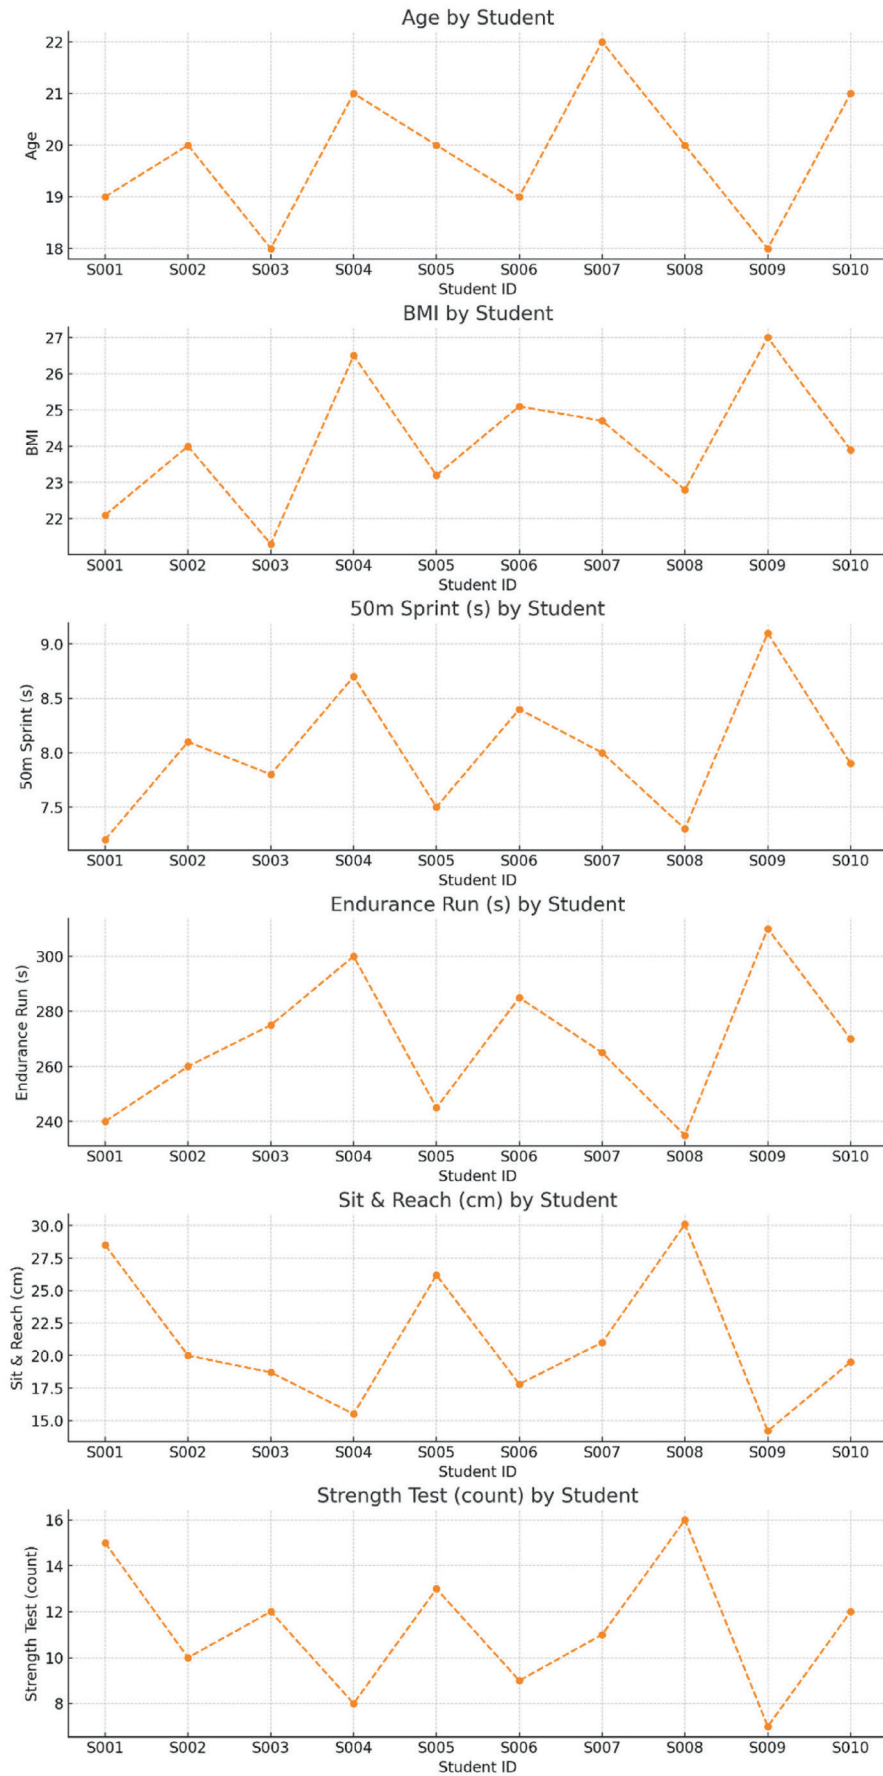 Age by Student
22
21
20
19
18
Age
S001 S002 S003 S004 S005 S006 S007 S008 S009 S010
Student ID
BMI by Student
27
26
25
24
23
22
BMI
S001 S002 S003 S004 S005 S006 S007 S008 S009 S010
Student ID
50m Sprint (s) by Student
9.0
8.5
8.0
7.5
50m Sprint (s)
S001 S002 S003 S004 S005 S006 S007 S008 S009 S010
Student ID
Endurance Run (s) by Student
300
280
260
240
Endurance Run (s)
S001 S002 S003 S004 S005 S006 S007 S008 S009 S010
Student ID
Sit & Reach (cm) by Student
30.0
27.5
25.0
22.5
20.0
17.5
15.0
Sit & Reach (cm)
S001 S002 S003 S004 S005 S006 S007 S008 S009 S010
Student ID
Strength Test (count) by Student
16
14
12
10
8
Strength Test (count)
S001 S002 S003 S004 S005 S006 S007 S008 S009 S010
Student ID